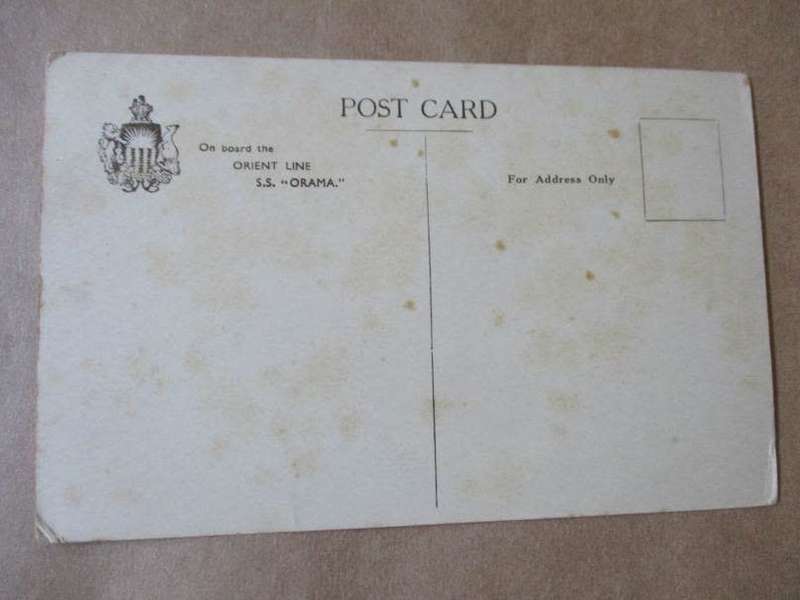 POST CARD
On board the
ORIENT LINE
S.S. "ORAMA."
For Address Only